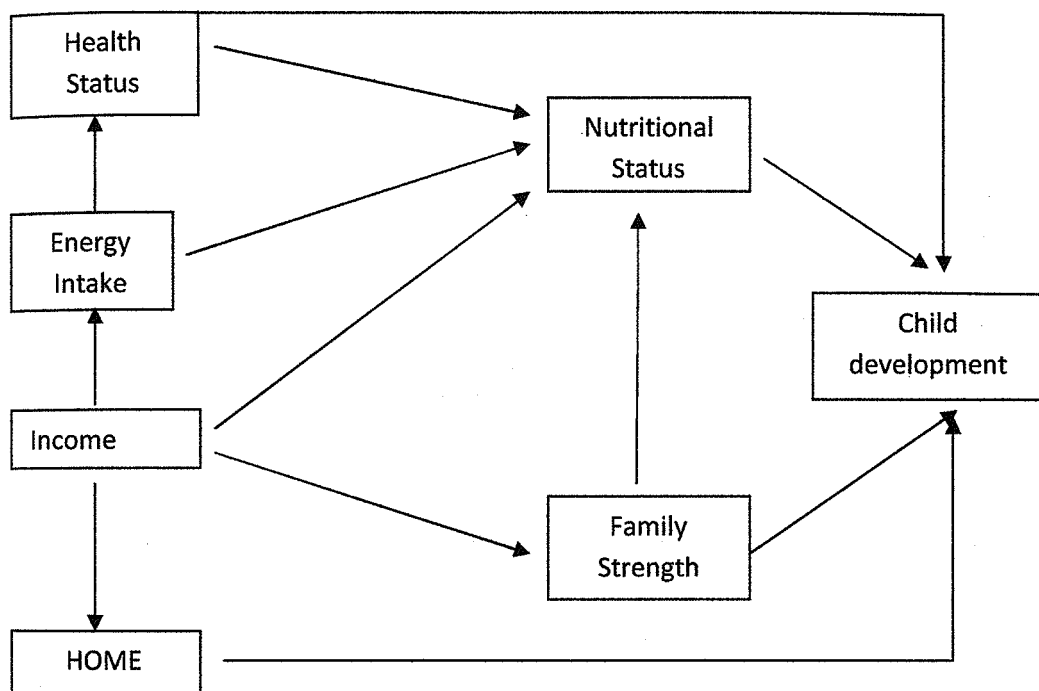 Health
Status
Nutritional
Status
Energy
Intake
Child
development
Income
Family
Strength
HOME